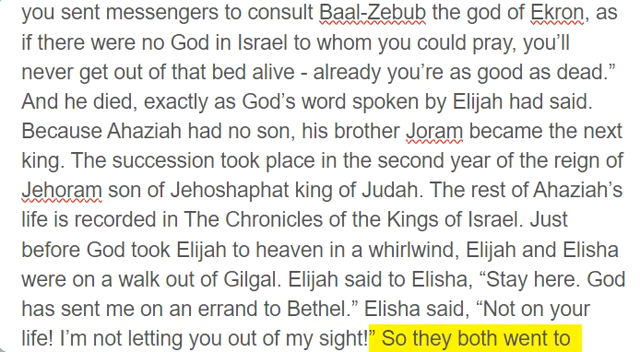 you sent messengers to consult Baal-Zebub the god of Ekron, as
if there were no God in Israel to whom you could pray, you’ll
never get out of that bed alive - already you’re as good as dead.”
And he died, exactly as God’s word spoken by Elijah had said.
Because Ahaziah had no son, his brother Joram became the next
king. The succession took place in the second year of the reign of
Jehoram son of Jehoshaphat king of Judah. The rest of Ahaziah’s
life is recorded in The Chronicles of the Kings of Israel. Just
before God took Elijah to heaven in a whirlwind, Elijah and Elisha
were on a walk out of Gilgal. Elijah said to Elisha, “Stay here. God
has sent me on an errand to Bethel.” Elisha said, “Not on your
life! I’m not letting you out of my sight!” So they both went to